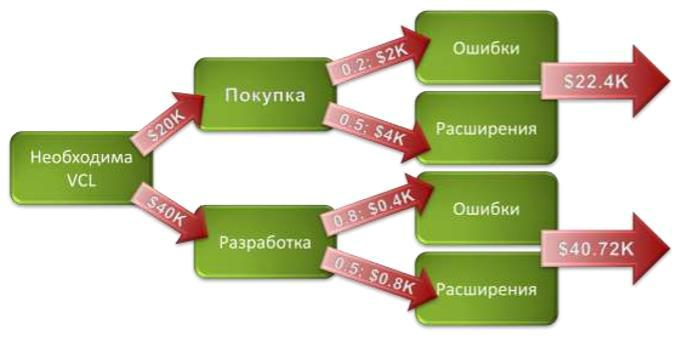 Необходима
VCL
$20K
$40K
Покупка
Разработка
0.2; $2K
0.5; $4K
0.8; $0.4K
0.5; $0.8K
Ошибки
Расширения
Ошибки
Расширения
$22.4K
$40.72K